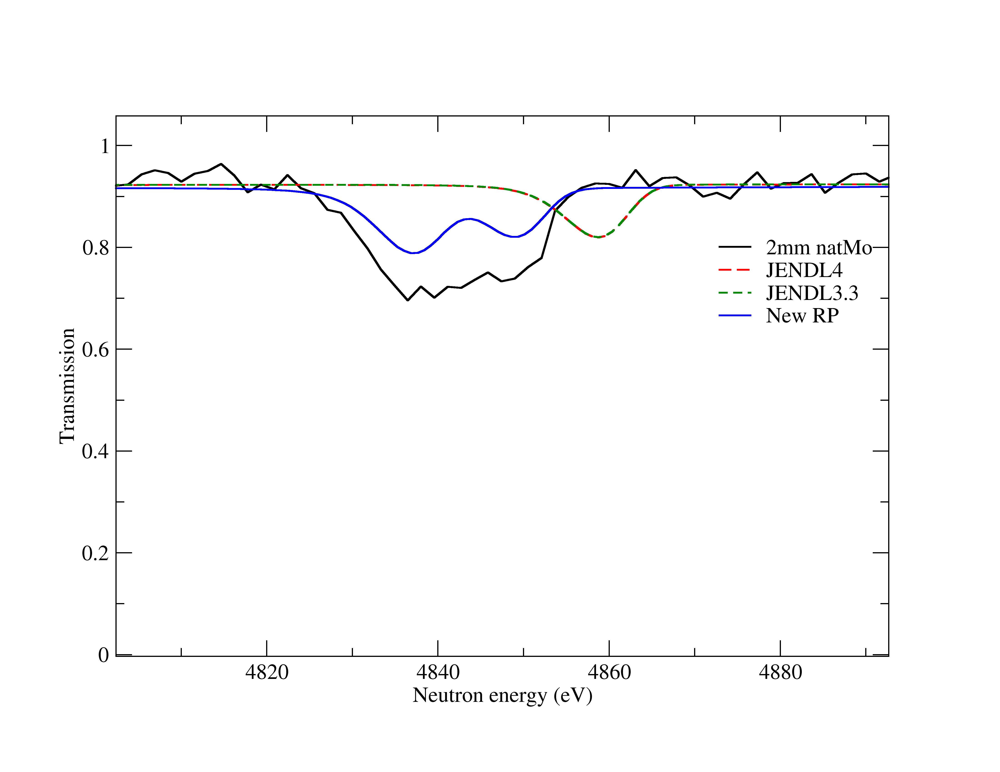 1
0.8
0.6
0.4
0.2
0
Transmission
2mm natMo
JENDL4
JENDL3.3
New RP
4820 4840 4860 4880
Neutron energy (eV)